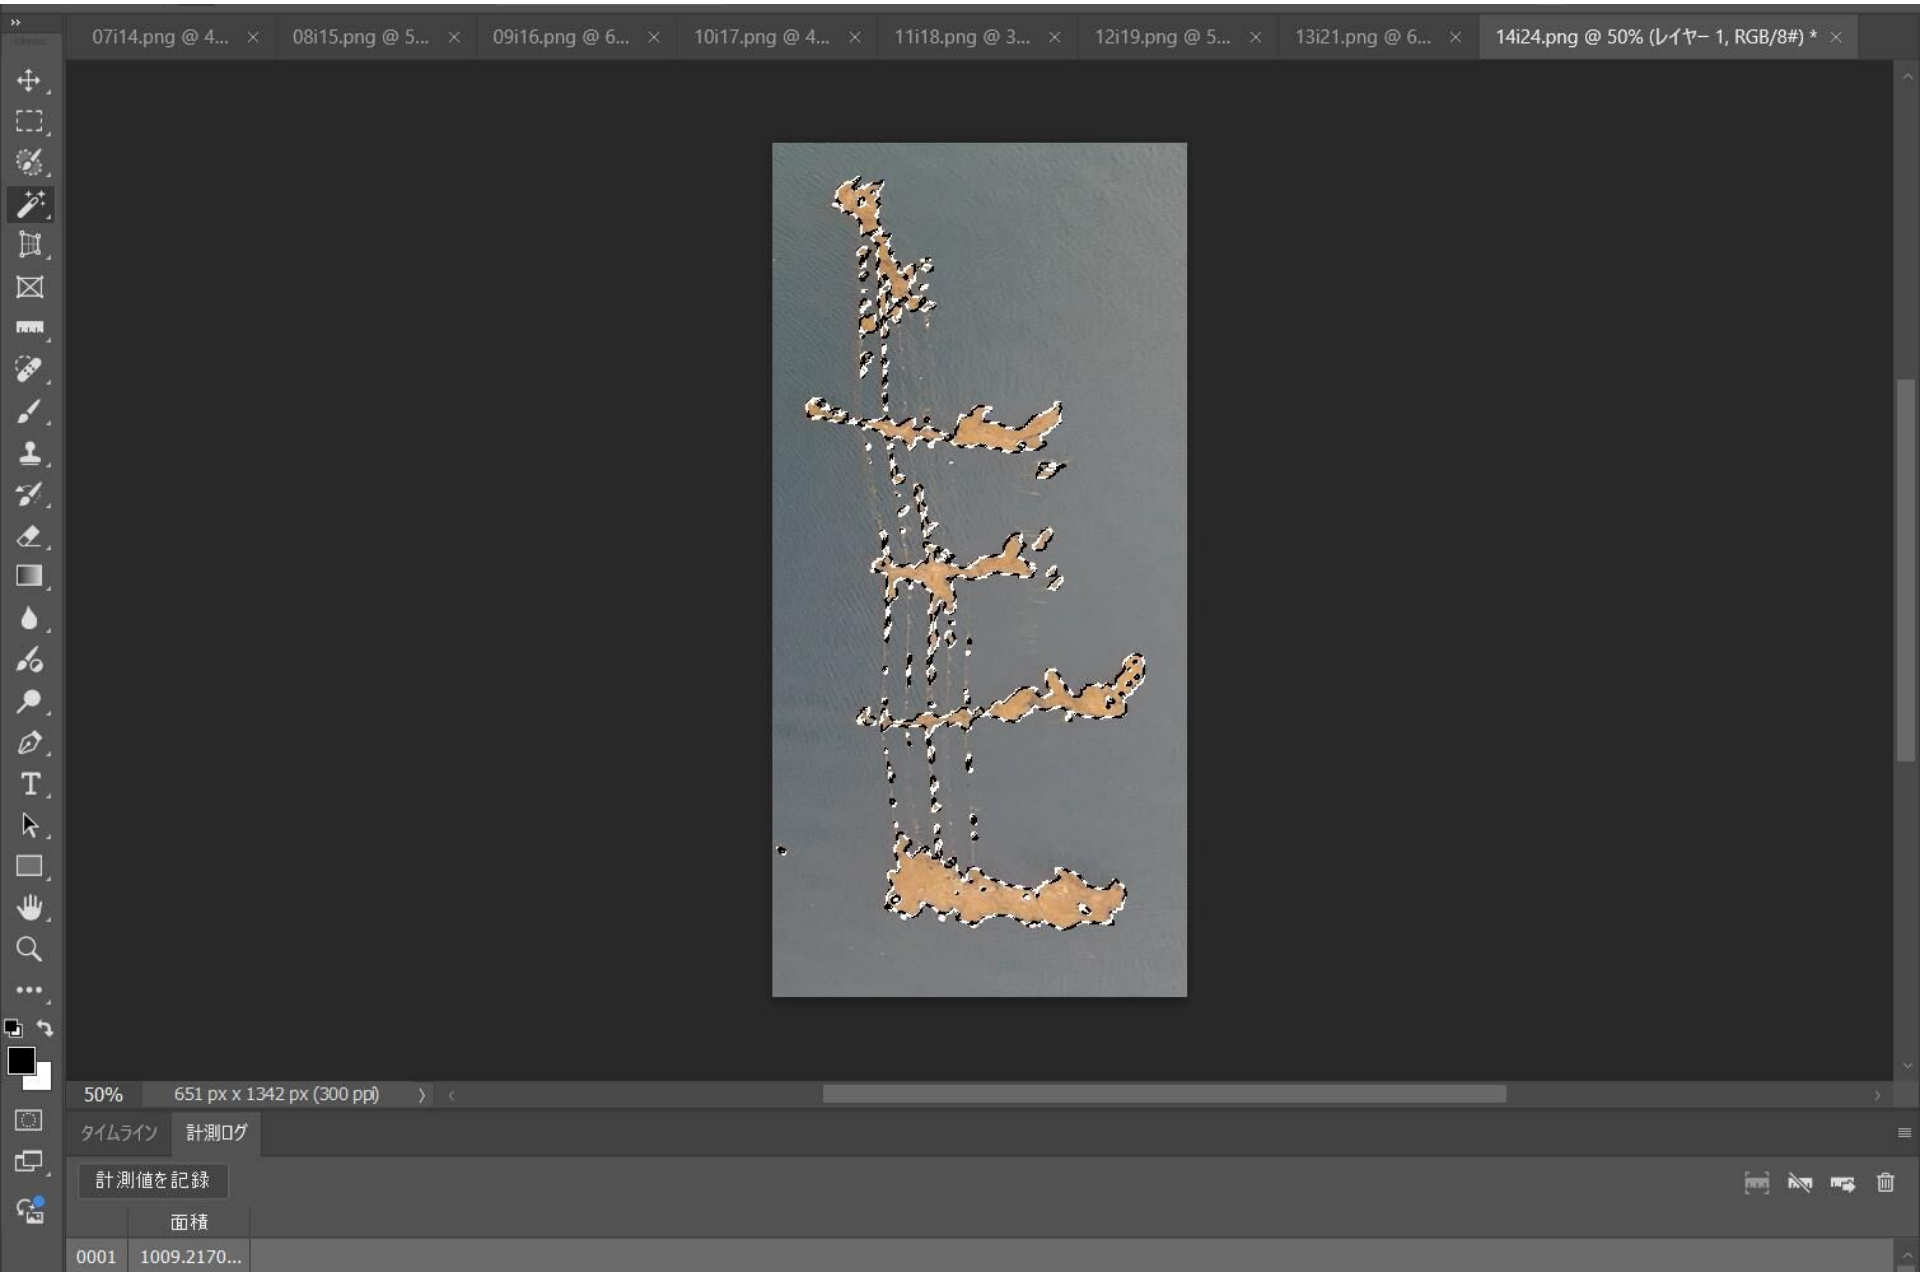 07i14.png @ 4...
08i15.png @ 5...
09i16.png @ 6...
10i17.png @ 4...
11i18.png @ 3...
12i19.png @ 5...
13i21.png @ 6...
14i24.png @ 50% (レイヤー 1, RGB/8#) *
50%
651 px x 1342 px (300 ppi)
タイムライン
計測ログ
計測値を記録
面積
0001
1009.2170...